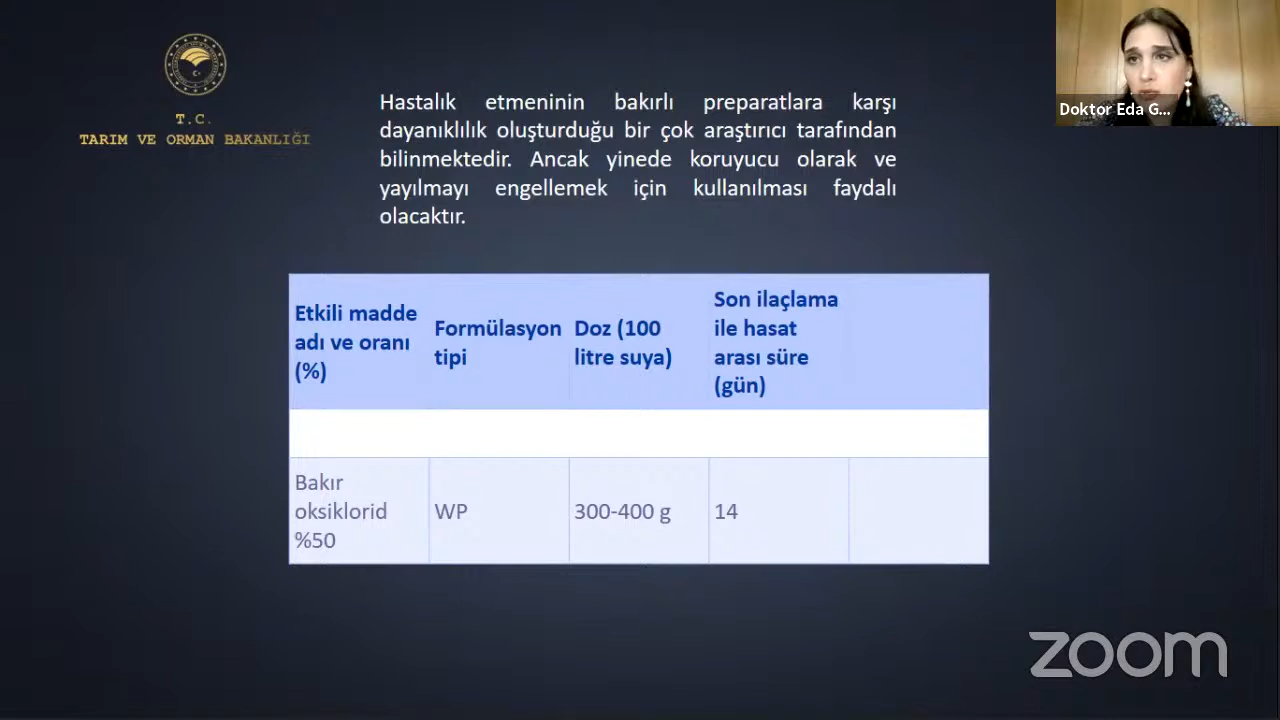 T.C.
TARIM VE ORMAN BAKANLIĞI
Hastalık etmeninin bakırlı preparatlara karşı
dayanıklılık oluşturduğu bir çok araştırıcı tarafından
bilinmektedir. Ancak yinede koruyucu olarak ve
yayılmayı engellemek için kullanılması faydalı
olacaktır.
Doktor Eda G...
Etkili madde
adı ve oranı
(%)
Formülasyon
tipi
Doz (100
litre suya)
Son ilaçlama
ile hasat
arası süre
(gün)
Bakır
oksiklorid
%50
WP
300-400 g
14
zoom